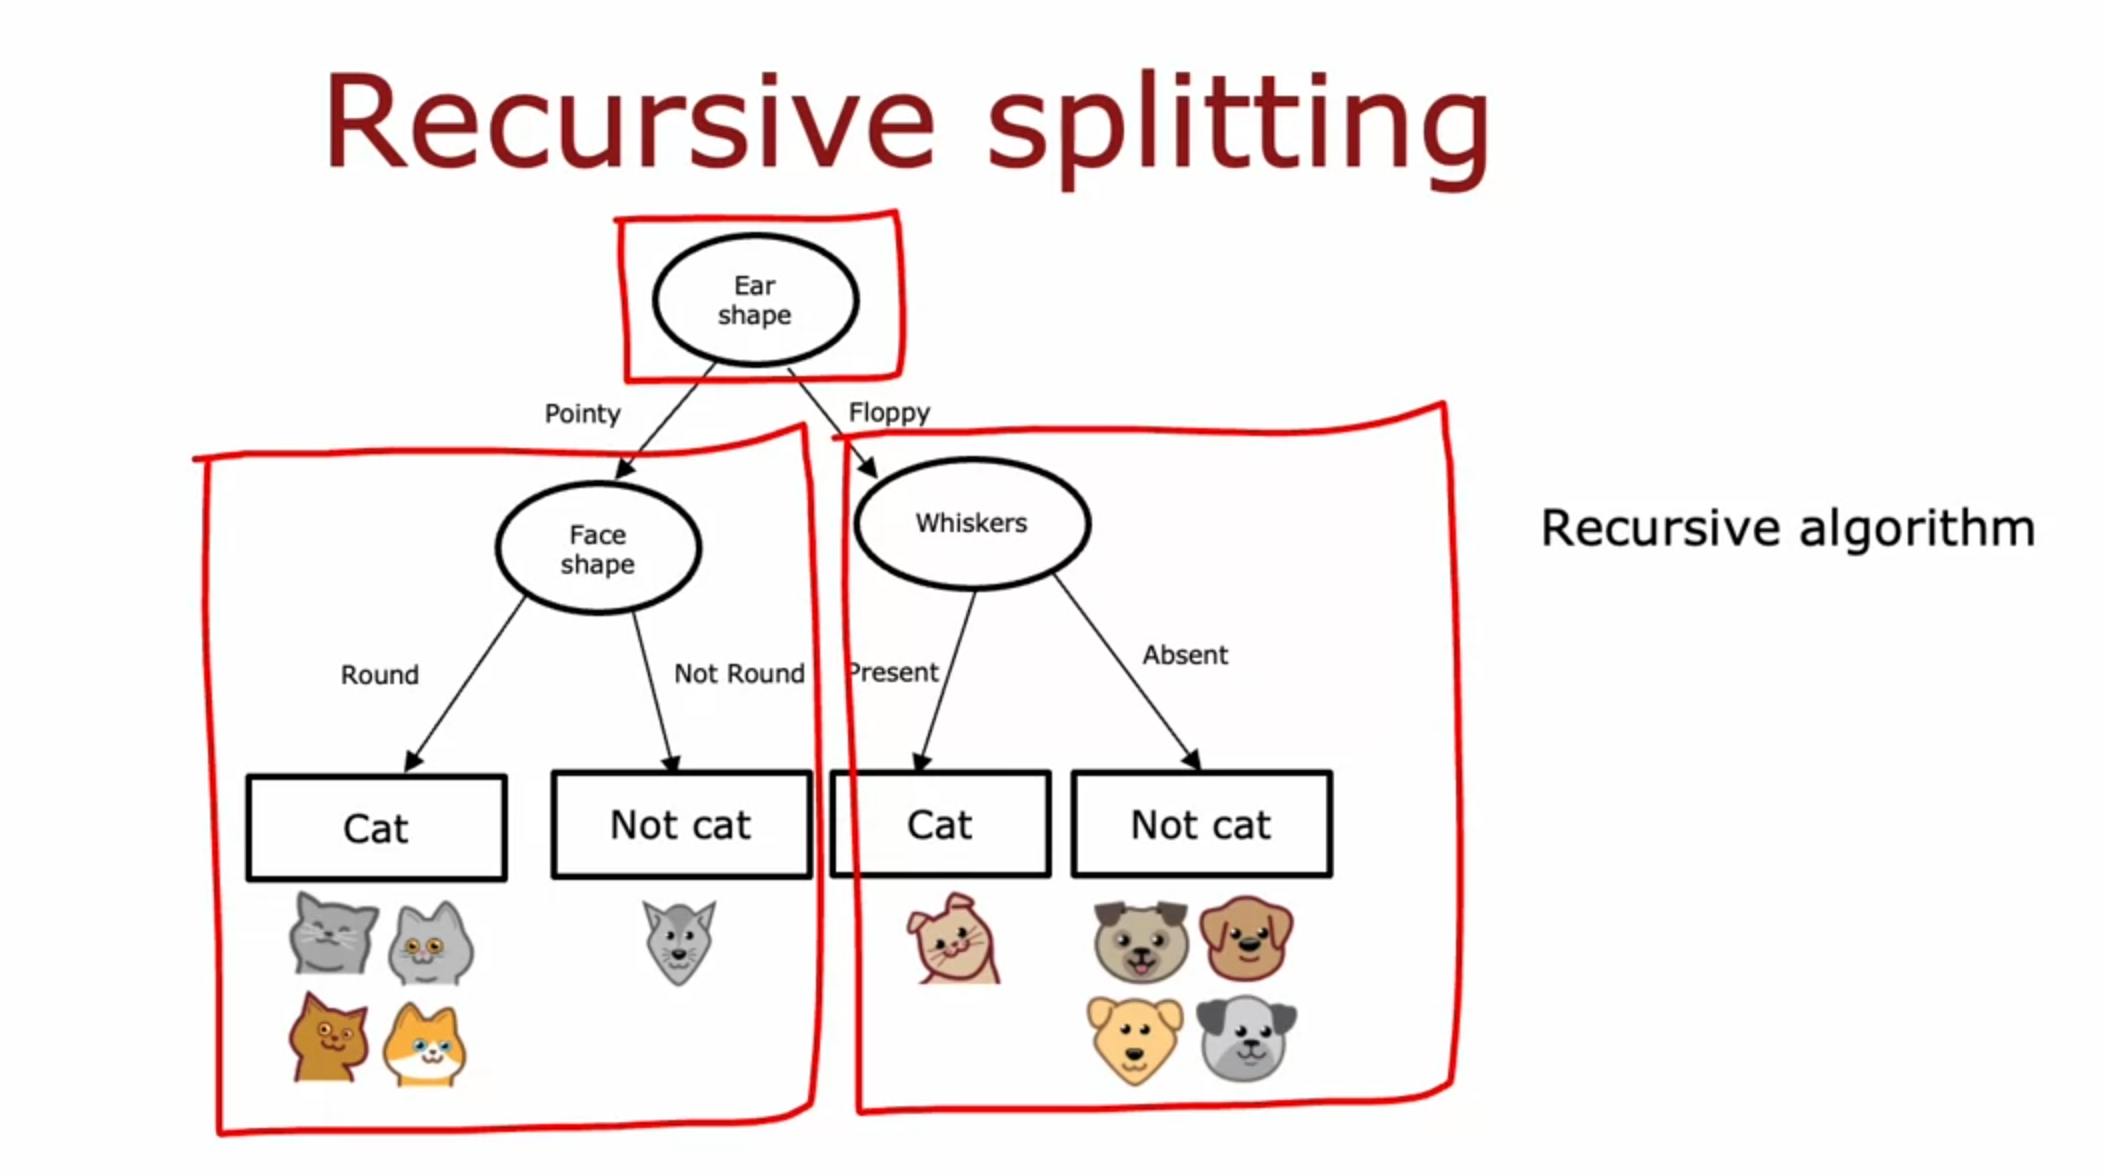 Recursive splitting
Ear
shape
Pointy
Floppy
Face
shape
Whiskers
Recursive algorithm
Round
Not Round
Present
Absent
Cat
Not cat
Cat
Not cat